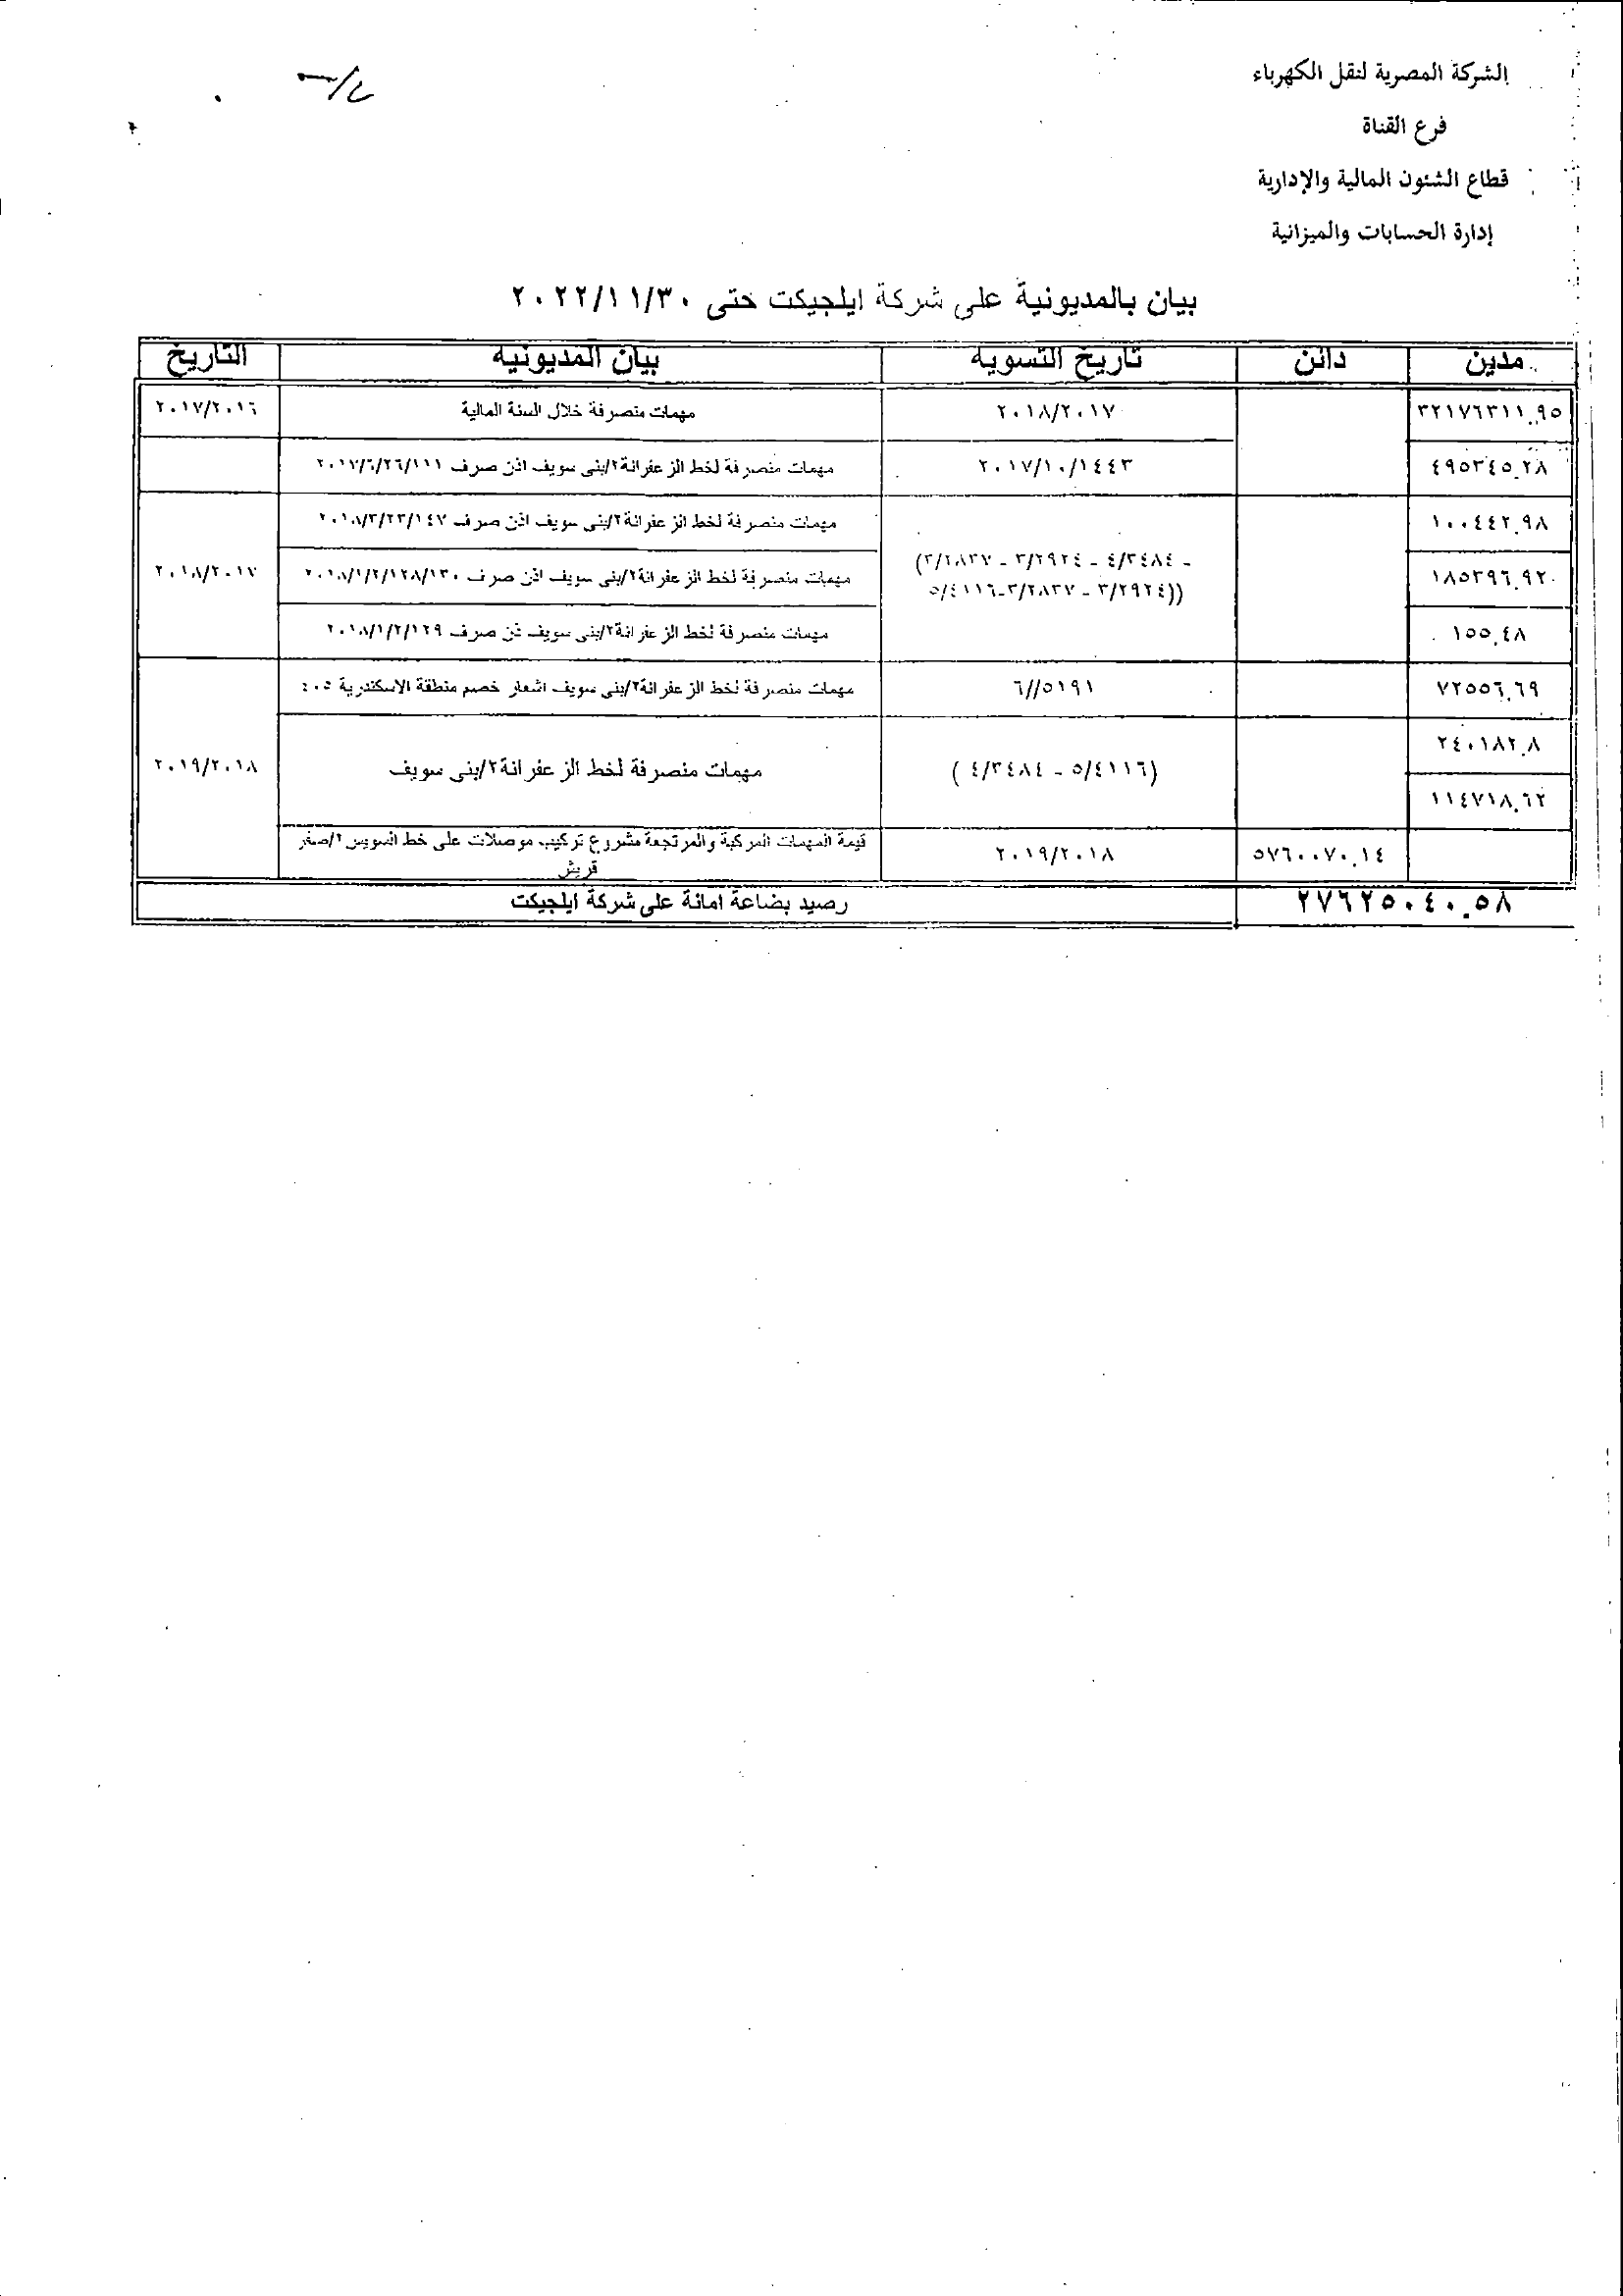 الشركة المصرية لنقل الكهرباء
فرع القناة
قطاع الشئون المالية والإدارية
إدارة الحسابات والميزانية
بيان بالمديونية على شركة ايلجيكت حتى ٢٠٢٢/١١/٣٠
مدين دائن تاريخ التسويه بيان المديونيه التاريخ
٣٢١٧٦٣١١.٩٥ ٢٠١٨/٢٠١٧ مهمات منصرفة خلال السنة المالية ٢٠١٧/٢٠١٦
٤٩٥٣٤٥.٢٨ ٢٠١٧/١٠/١٤٤٣ مهمات منصرفة لخط الزعفرانة٢/بنى سويف اذن صرف ٢٠١٧/٦/٢٦/١١١
١٠٠٤٤٢.٩٨ مهمات منصرفة لخط الزعفرانة٢/بنى سويف اذن صرف ٢٠١٨/٣/٢٣/١٤٧
١٨٥٣٩٦.٩٢ (٣/٢٨٣٧ - ٣/٢٩٢٤ - ٤/٣٤٨٤ - مهمات منصرفة لخط الزعفرانة٢/بنى سويف اذن صرف ٢٠١٨/١/٢/١٢٨/١٣٠ ٢٠١٨/٢٠١٧
٥/٤١١٦-٣/٢٨٣٧ - ٣/٢٩٢٤))
١٥٥.٤٨ مهمات منصرفة لخط الزعفرانة٢/بنى سويف ذن صرف ٢٠١٨/١/٢/١٢٩
٧٢٥٥٦.٦٩ ٦//٥١٩١ مهمات منصرفة لخط الزعفرانة٢/بنى سويف اشعار خصم منطقة الاسكندرية ٤٠٥
٢٤٠١٨٢.٨
(٤/٣٤٨٤ - ٥/٤١١٦) مهمات منصرفة لخط الزعفرانة٢/بنى سويف ٢٠١٩/٢٠١٨
١١٤٧١٨.٦٢
٥٧٦٠٠٧٠.١٤ ٢٠١٩/٢٠١٨ قيمة المهمات المركبة والمرتجعة مشروع تركيب موصلات على خط السويس ٢/صقر
قريش
٢٧٦٢٥٠٤٠.٥٨ رصيد بضاعة امانة على شركة ايلجيكت